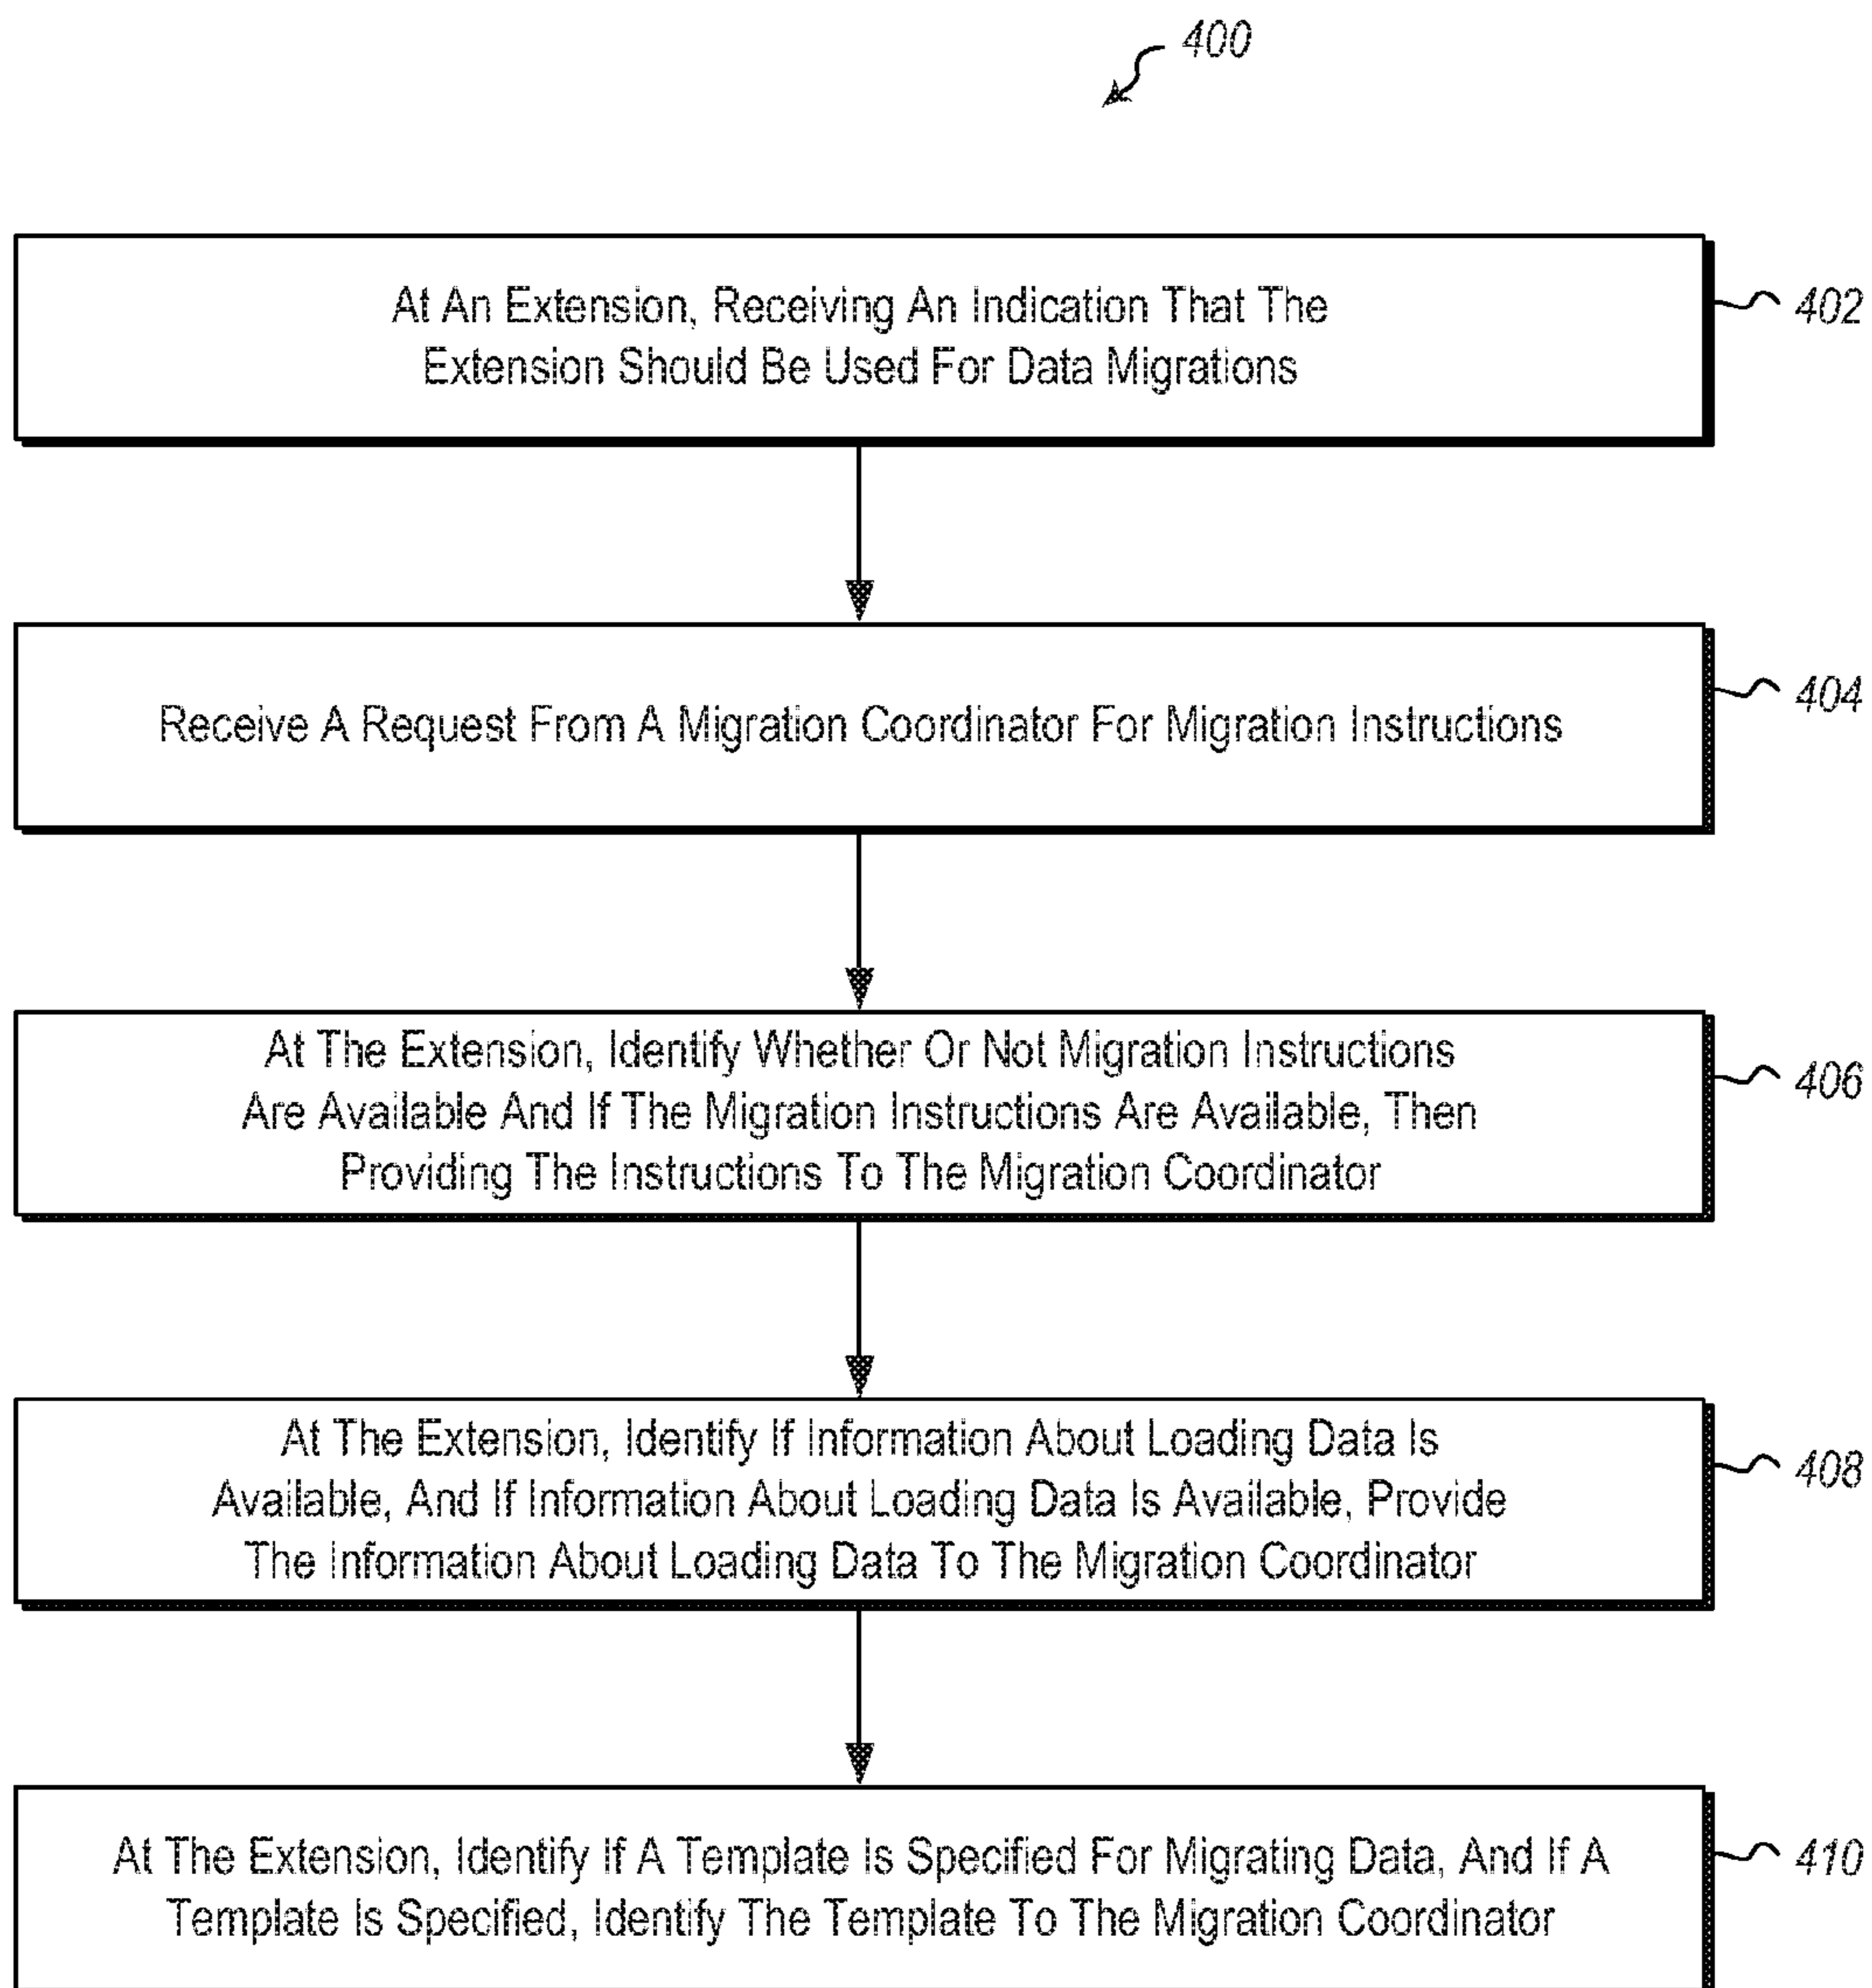 400
At An Extension, Receiving An Indication That The
Extension Should Be Used For Data Migrations
402
Receive A Request From A Migration Coordinator For Migration Instructions
404
At The Extension, Identify Whether Or Not Migration Instructions
Are Available And If The Migration Instructions Are Available, Then
Providing The Instructions To The Migration Coordinator
406
At The Extension, Identify If Information About Loading Data Is
Available, And If Information About Loading Data Is Available, Provide
The Information About Loading Data To The Migration Coordinator
408
At The Extension, Identify If A Template Is Specified For Migrating Data, And If A
Template Is Specified, Identify The Template To The Migration Coordinator
410